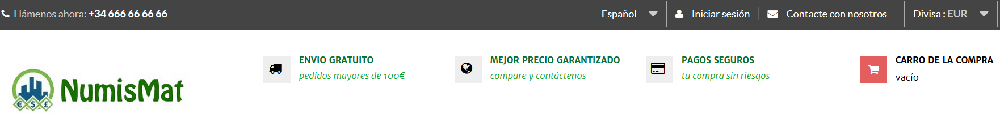 Llámenos ahora: +34 666 66 66 66
Español
Iniciar sesión
Contacte con nosotros
Divisa : EUR
NumisMat
€ $ £
ENVÍO GRATUITO
pedidos mayores de 100€
MEJOR PRECIO GARANTIZADO
compare y contáctenos
PAGOS SEGUROS
tu compra sin riesgos
CARRO DE LA COMPRA
vacío